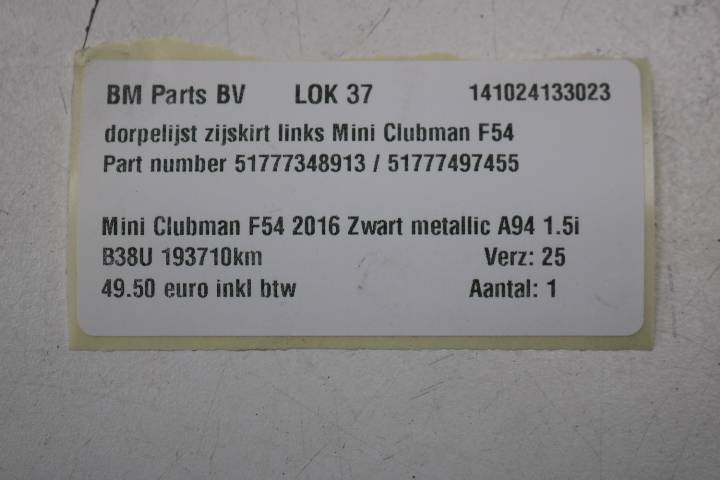 BM Parts BV LOK 37 141024133023
dorpelijst zijskirt links Mini Clubman F54
Part number 51777348913 / 51777497455
Mini Clubman F54 2016 Zwart metallic A94 1.5i
B38U 193710km Verz: 25
49.50 euro inkl btw Aantal: 1